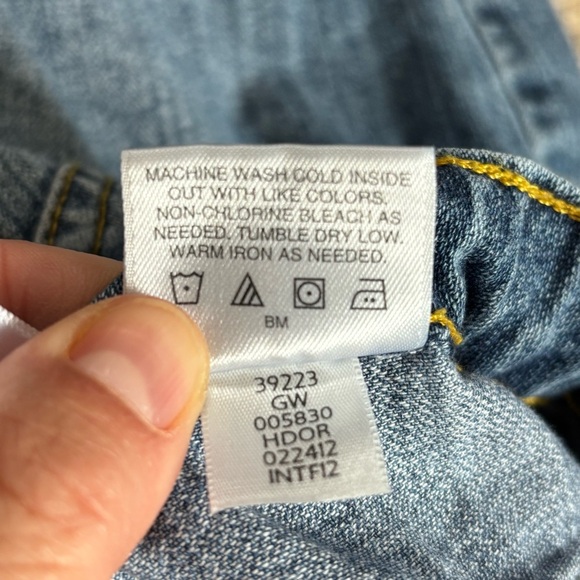 MACHINE WASH COLD INSIDE
OUT WITH LIKE COLORS.
NON-CHLORINE BLEACH AS
NEEDED. TUMBLE DRY LOW.
WARM IRON AS NEEDED.
BM
39223
GW
005830
HDOR
022412
INTF12